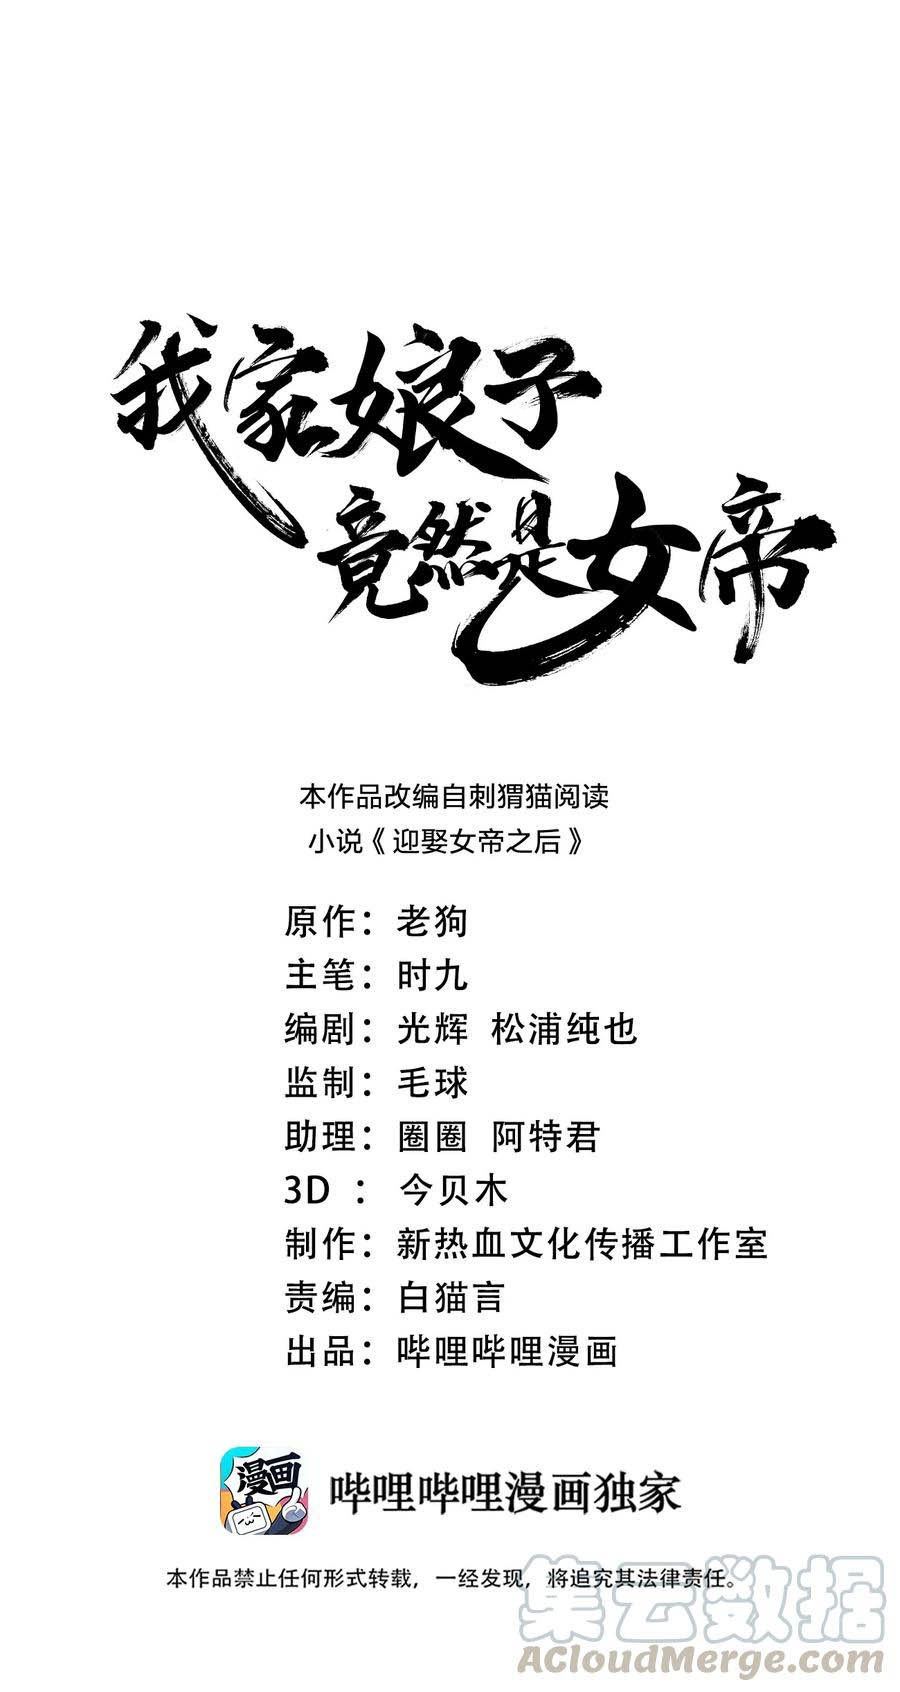 我家娘子
竟然是女帝
本作品改编自刺猬猫阅读
小说《迎娶女帝之后》
原作：老狗
主笔：时九
编剧：光辉 松浦纯也
监制：毛球
助理：圈圈 阿特君
3D ：今贝木
制作：新热血文化传播工作室
责编：白猫言
出品：哔哩哔哩漫画
漫画
哔哩哔哩漫画独家
本作品禁止任何形式转载，一经发现，将追究其法律责任。
集云数据
AcloudMerge.com